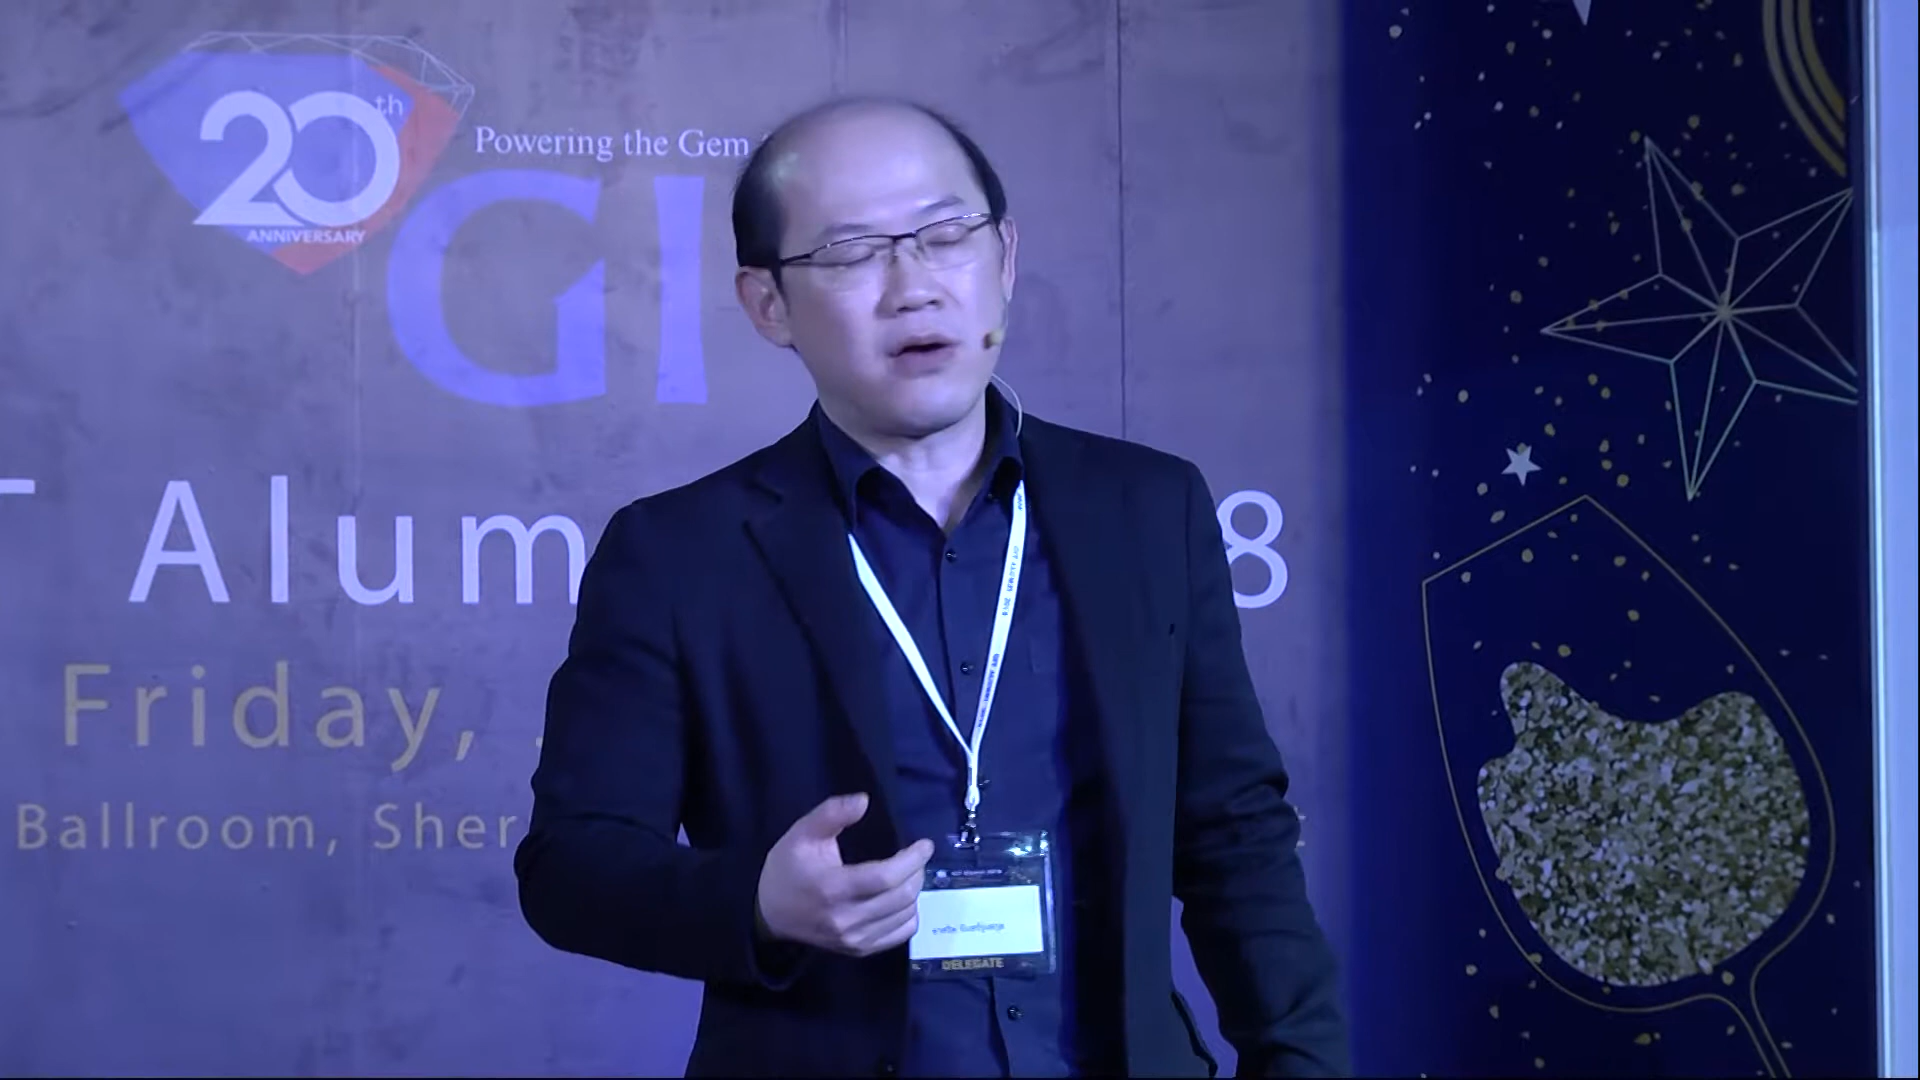 20th
ANNIVERSARY
Powering the Gem
GI
Alum
8
Friday,
Ballroom, Sher
DELEGATE